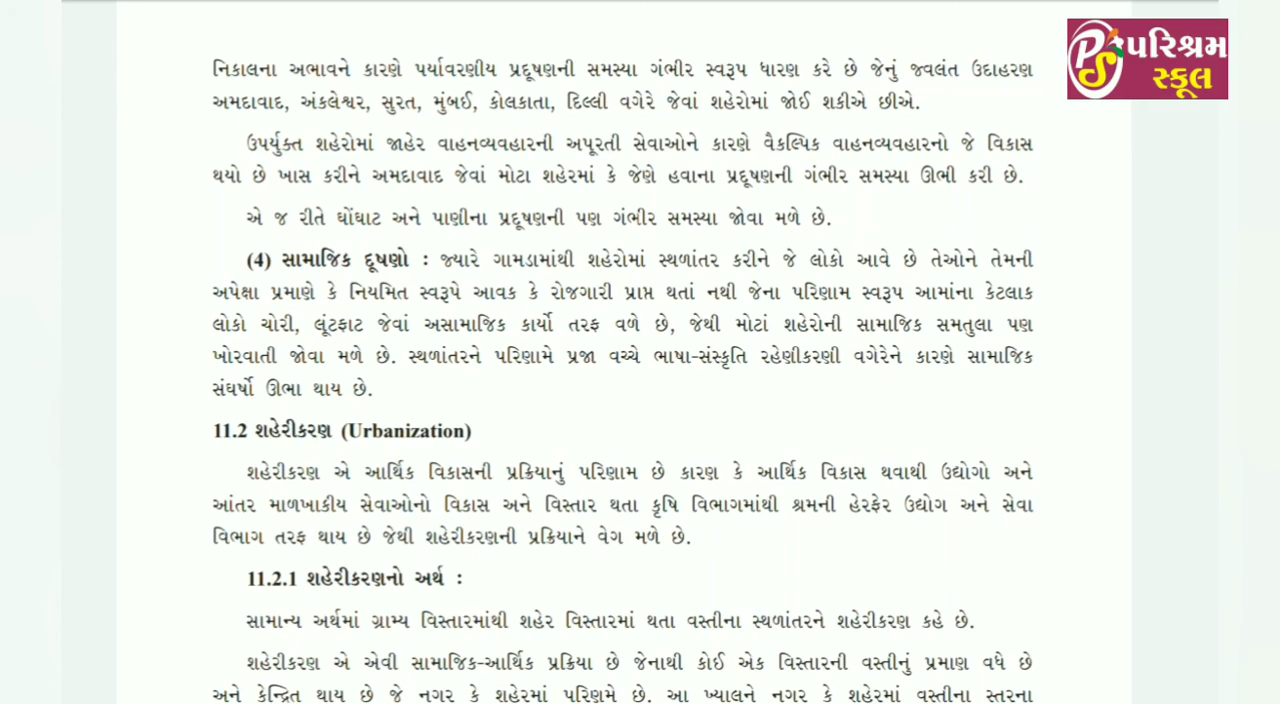 પરિશ્રમ
સ્કૂલ
નિકાલના અભાવને કારણે પર્યાવરણીય પ્રદૂષણની સમસ્યા ગંભીર સ્વરૂપ ધારણ કરે છે જેનું જ્વલંત ઉદાહરણ
અમદાવાદ, અંકલેશ્વર, સુરત, મુંબઈ, કોલકાતા, દિલ્લી વગેરે જેવાં શહેરોમાં જોઈ શકીએ છીએ.
ઉપર્યુક્ત શહેરોમાં જાહેર વાહનવ્યવહારની અપૂરતી સેવાઓને કારણે વૈકલ્પિક વાહનવ્યવહારનો જે વિકાસ
થયો છે ખાસ કરીને અમદાવાદ જેવાં મોટા શહેરમાં કે જેણે હવાના પ્રદૂષણની ગંભીર સમસ્યા ઊભી કરી છે.
એ જ રીતે ઘોંઘાટ અને પાણીના પ્રદૂષણની પણ ગંભીર સમસ્યા જોવા મળે છે.
(4) સામાજિક દૂષણો : જ્યારે ગામડામાંથી શહેરોમાં સ્થળાંતર કરીને જે લોકો આવે છે તેઓને તેમની
અપેક્ષા પ્રમાણે કે નિયમિત સ્વરૂપે આવક કે રોજગારી પ્રાપ્ત થતાં નથી જેના પરિણામ સ્વરૂપ આમાંના કેટલાક
લોકો ચોરી, લૂંટફાટ જેવાં અસામાજિક કાર્યો તરફ વળે છે, જેથી મોટાં શહેરોની સામાજિક સમતુલા પણ
ખોરવાતી જોવા મળે છે. સ્થળાંતરને પરિણામે પ્રજા વચ્ચે ભાષા-સંસ્કૃતિ રહેણીકરણી વગેરેને કારણે સામાજિક
સંઘર્ષો ઊભા થાય છે.
11.2 શહેરીકરણ (Urbanization)
શહેરીકરણ એ આર્થિક વિકાસની પ્રક્રિયાનું પરિણામ છે કારણ કે આર્થિક વિકાસ થવાથી ઉદ્યોગો અને
આંતર માળખાકીય સેવાઓનો વિકાસ અને વિસ્તાર થતા કૃષિ વિભાગમાંથી શ્રમની હેરફેર ઉદ્યોગ અને સેવા
વિભાગ તરફ થાય છે જેથી શહેરીકરણની પ્રક્રિયાને વેગ મળે છે.
11.2.1 શહેરીકરણનો અર્થ :
સામાન્ય અર્થમાં ગ્રામ્ય વિસ્તારમાંથી શહેર વિસ્તારમાં થતા વસ્તીના સ્થળાંતરને શહેરીકરણ કહે છે.
શહેરીકરણ એ એવી સામાજિક-આર્થિક પ્રક્રિયા છે જેનાથી કોઈ એક વિસ્તારની વસ્તીનું પ્રમાણ વધે છે
અને કેન્દ્રિત થાય છે જે નગર કે શહેરમાં પરિણમે છે. આ ખ્યાલને નગર કે શહેરમાં વસ્તીના સ્તરના